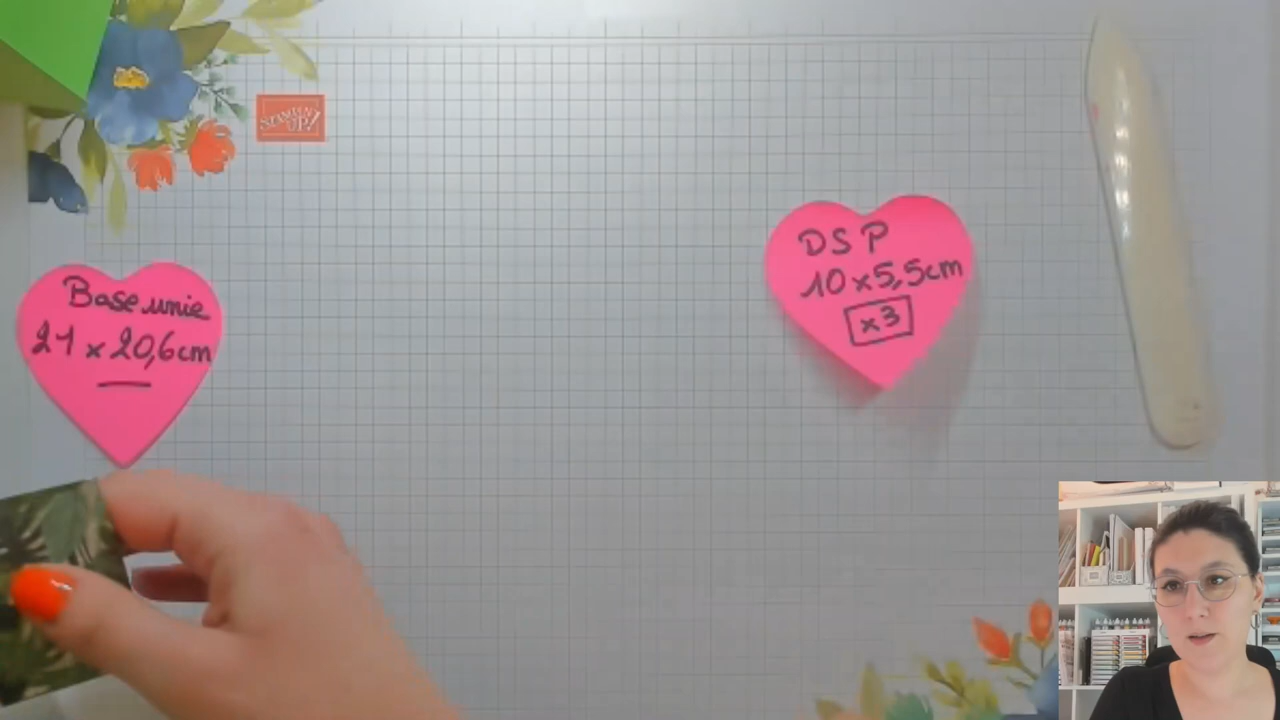 STAMPIN' UP!
Base unie
21 x 20,6cm
DSP
10 x 5,5cm
x3